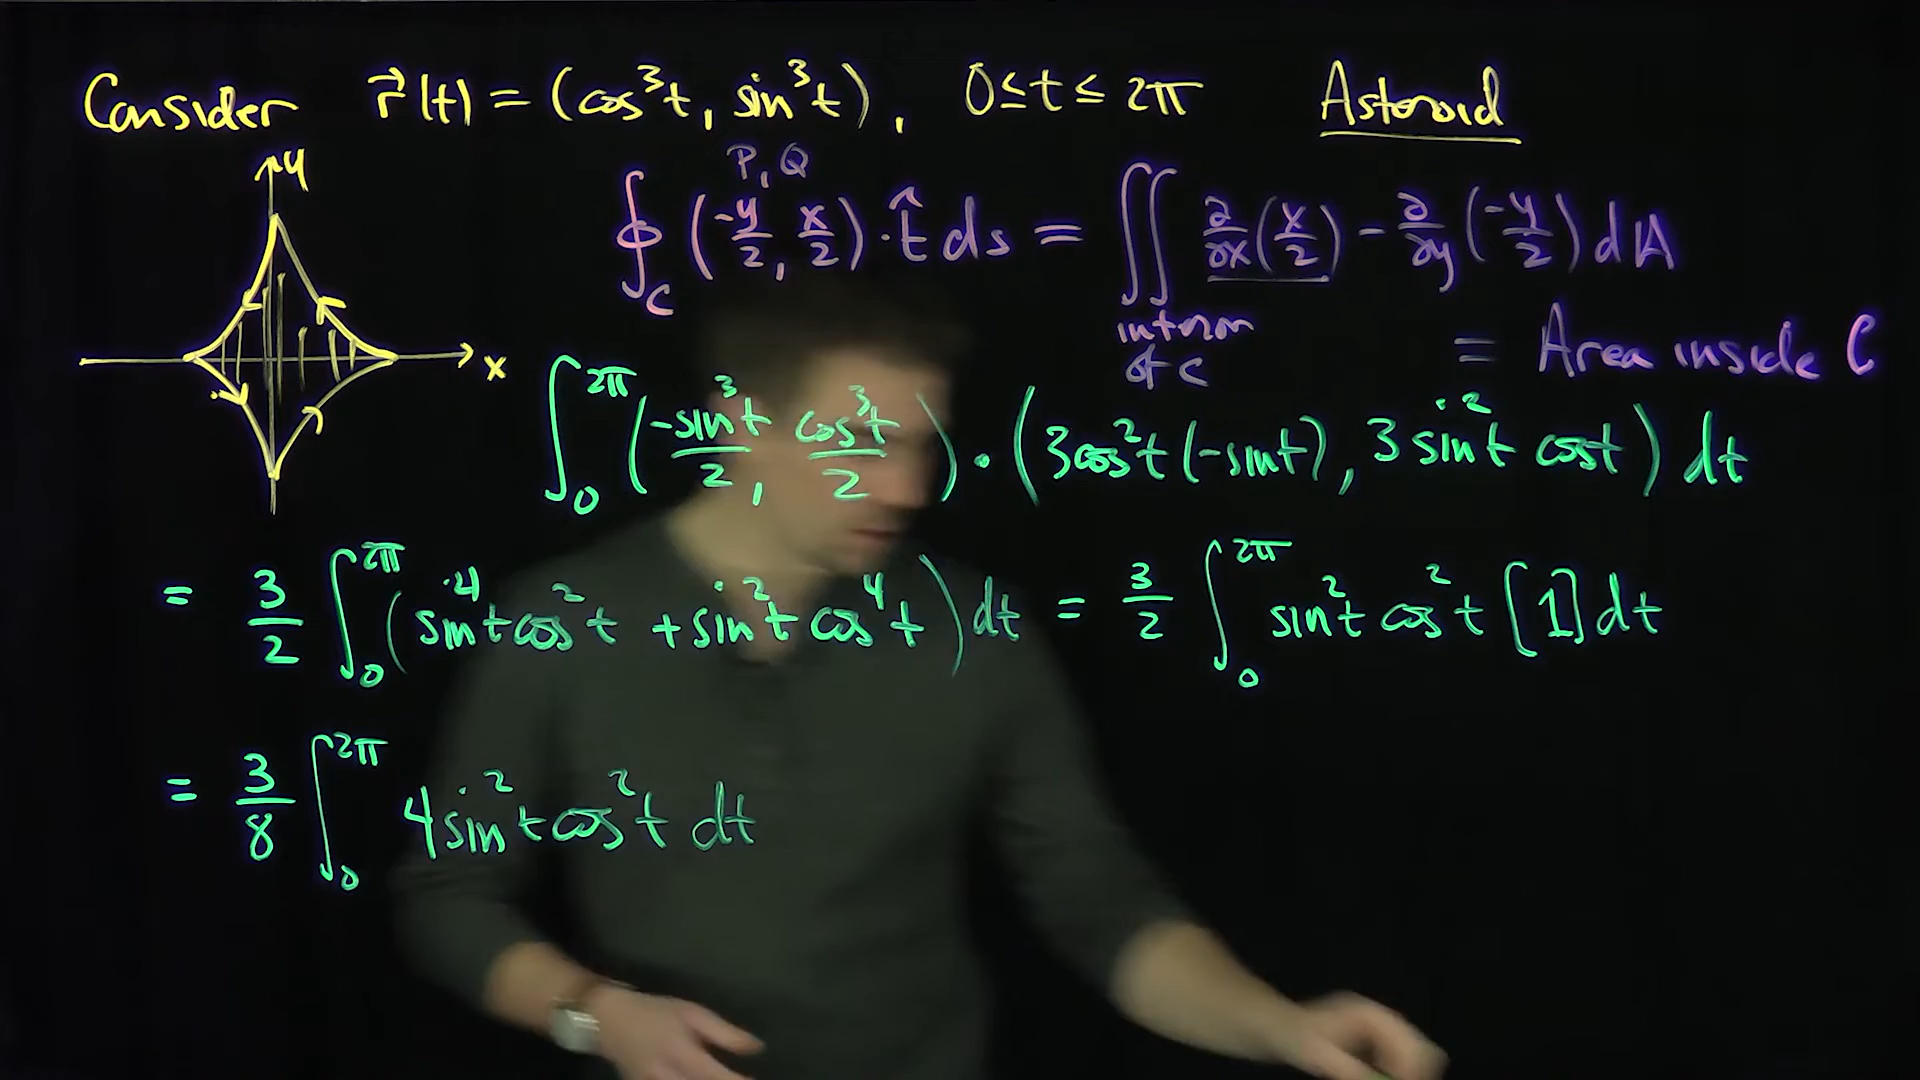 Consider r⃗(t) = (cos³t, sin³t), 0≤t≤2π Asteroid
y
P, Q
∮_C (-y/2, x/2)·t̂ ds = ∬ ∂/∂x(x/2) - ∂/∂y(-y/2) dA
interior
of C
= Area inside C
x
∫₀^2π (-sin³t/2, cos³t/2)·(3cos²t(-sint), 3sin²t cost) dt
= 3/2 ∫₀^2π (sin⁴t cos²t + sin²t cos⁴t) dt = 3/2 ∫₀^2π sin²t cos²t [1] dt
= 3/8 ∫₀^2π 4sin²t cos²t dt